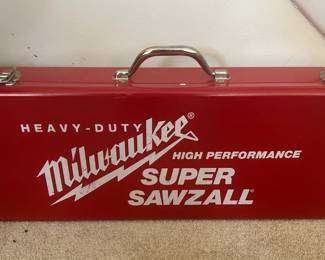 HEAVY-DUTY
Milwaukee®
HIGH PERFORMANCE
SUPER
SAWZALL®